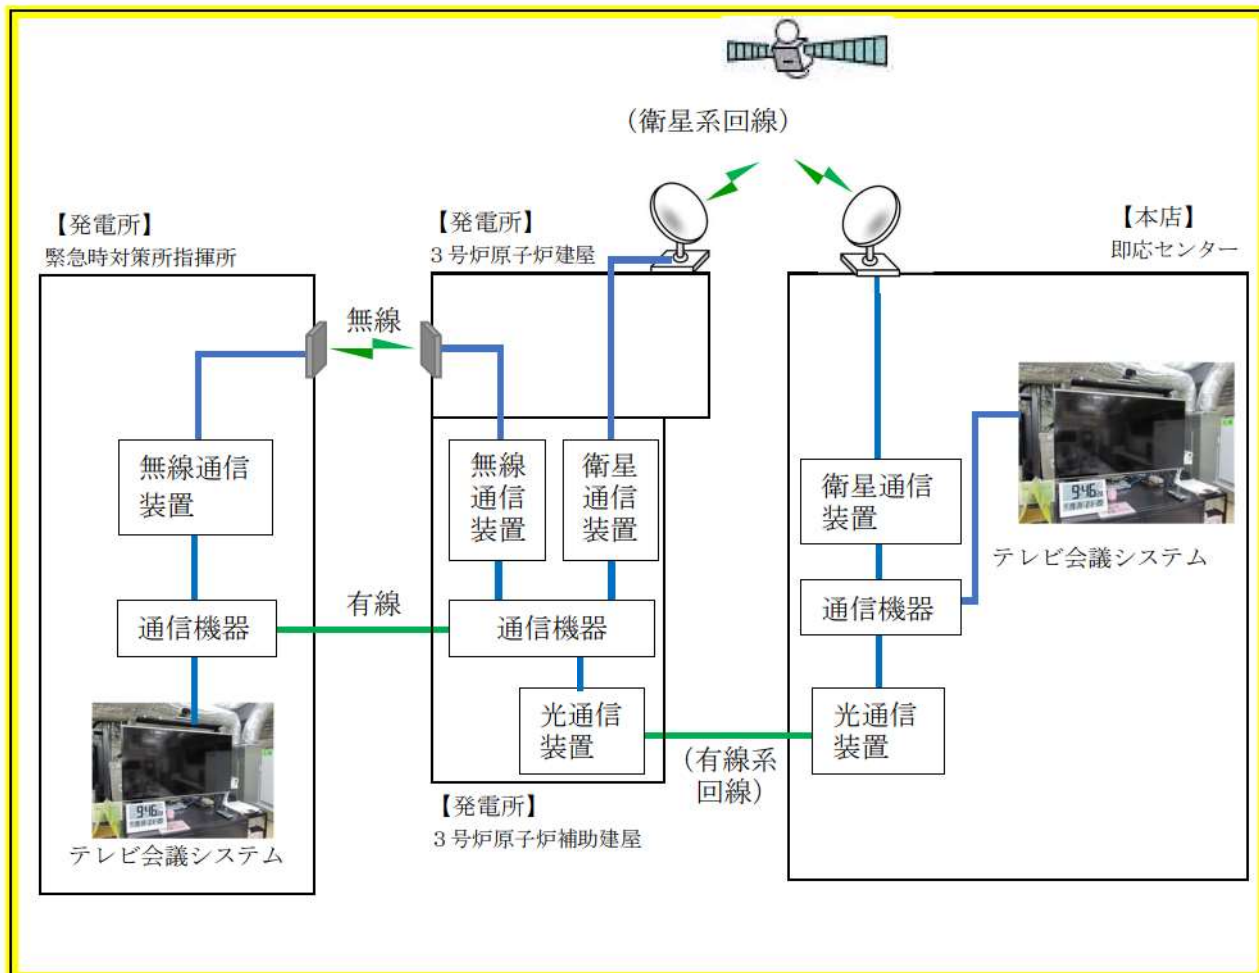 （衛星系回線）
【発電所】
緊急時対策所指揮所
【発電所】
３号炉原子炉建屋
【本店】
即応センター
無線
無線通信
装置
無線
通信
装置
衛星
通信
装置
衛星通信
装置
テレビ会議システム
通信機器
有線
通信機器
通信機器
光通信
装置
（有線系
回線）
光通信
装置
テレビ会議システム
【発電所】
３号炉原子炉補助建屋
9:46
9:46